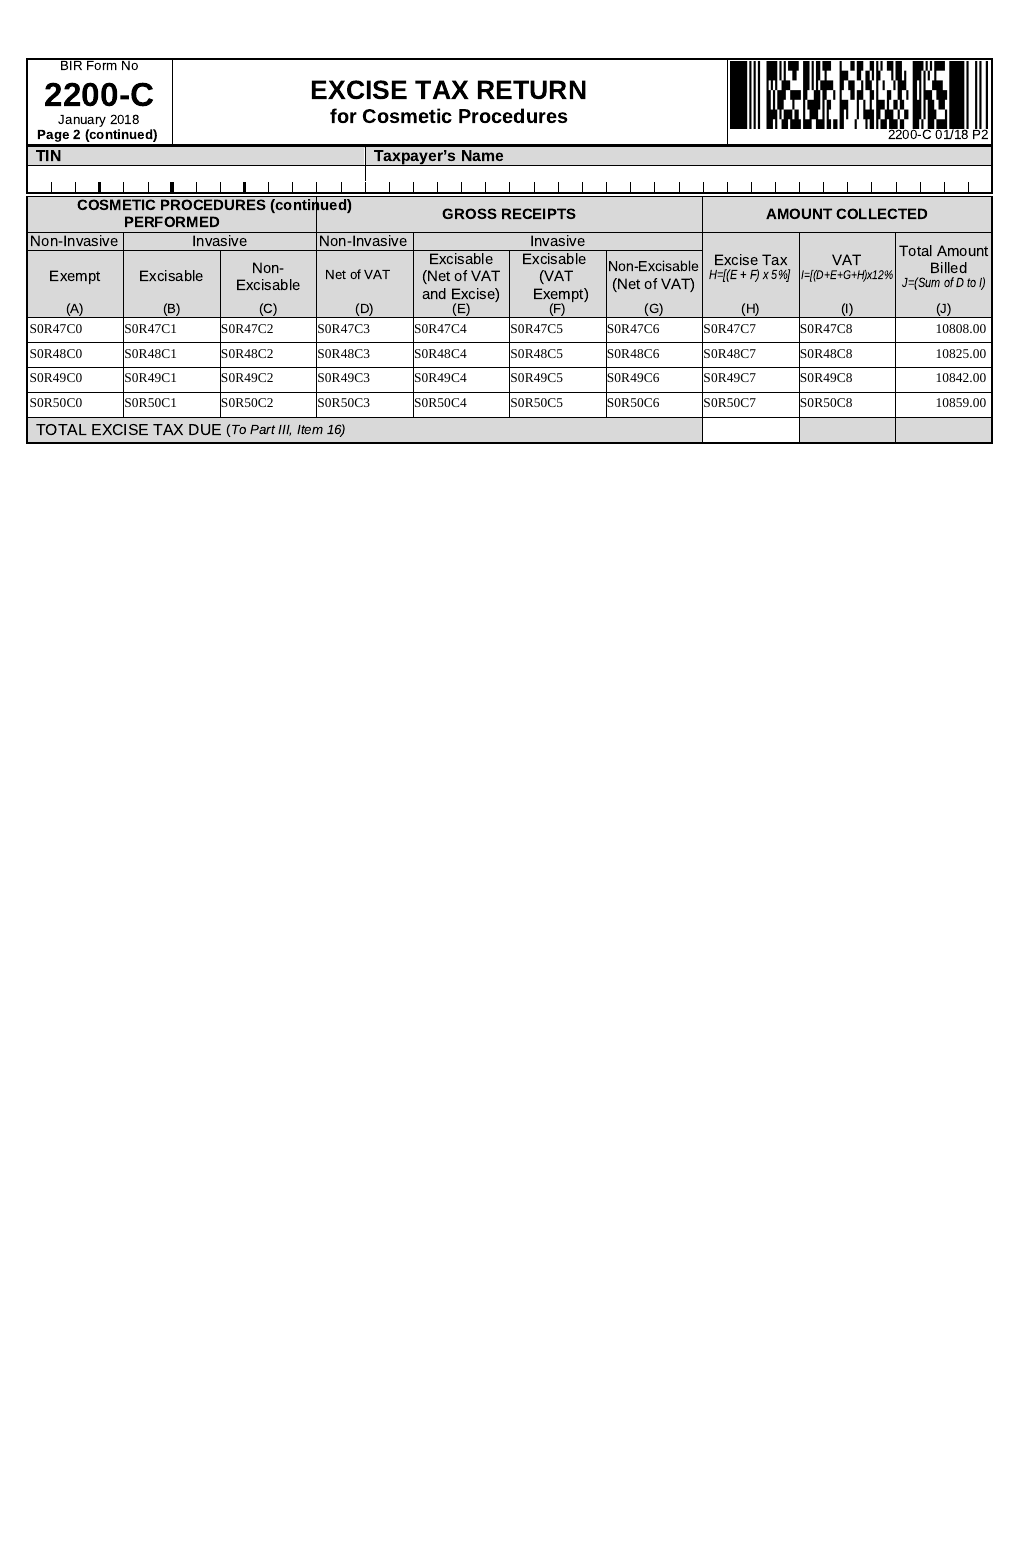 BIR Form No
2200-C
January 2018
Page 2 (continued)
EXCISE TAX RETURN
for Cosmetic Procedures
2200-C 01/18 P2
TIN
Taxpayer’s Name
COSMETIC PROCEDURES (continued)
PERFORMED
GROSS RECEIPTS
AMOUNT COLLECTED
Non-Invasive
Invasive
Non-Invasive
Invasive
Exempt
(A)
Excisable
(B)
Non-
Excisable
(C)
Net of VAT
(D)
Excisable
(Net of VAT
and Excise)
(E)
Excisable
(VAT
Exempt)
(F)
Non-Excisable
(Net of VAT)
(G)
Excise Tax
H=[(E + F) x 5%]
(H)
VAT
I=[(D+E+G+H)x12%
(I)
Total Amount
Billed
J=(Sum of D to I)
(J)
S0R47C0 S0R47C1 S0R47C2 S0R47C3 S0R47C4 S0R47C5 S0R47C6 S0R47C7 S0R47C8 10808.00
S0R48C0 S0R48C1 S0R48C2 S0R48C3 S0R48C4 S0R48C5 S0R48C6 S0R48C7 S0R48C8 10825.00
S0R49C0 S0R49C1 S0R49C2 S0R49C3 S0R49C4 S0R49C5 S0R49C6 S0R49C7 S0R49C8 10842.00
S0R50C0 S0R50C1 S0R50C2 S0R50C3 S0R50C4 S0R50C5 S0R50C6 S0R50C7 S0R50C8 10859.00
TOTAL EXCISE TAX DUE (To Part III, Item 16)